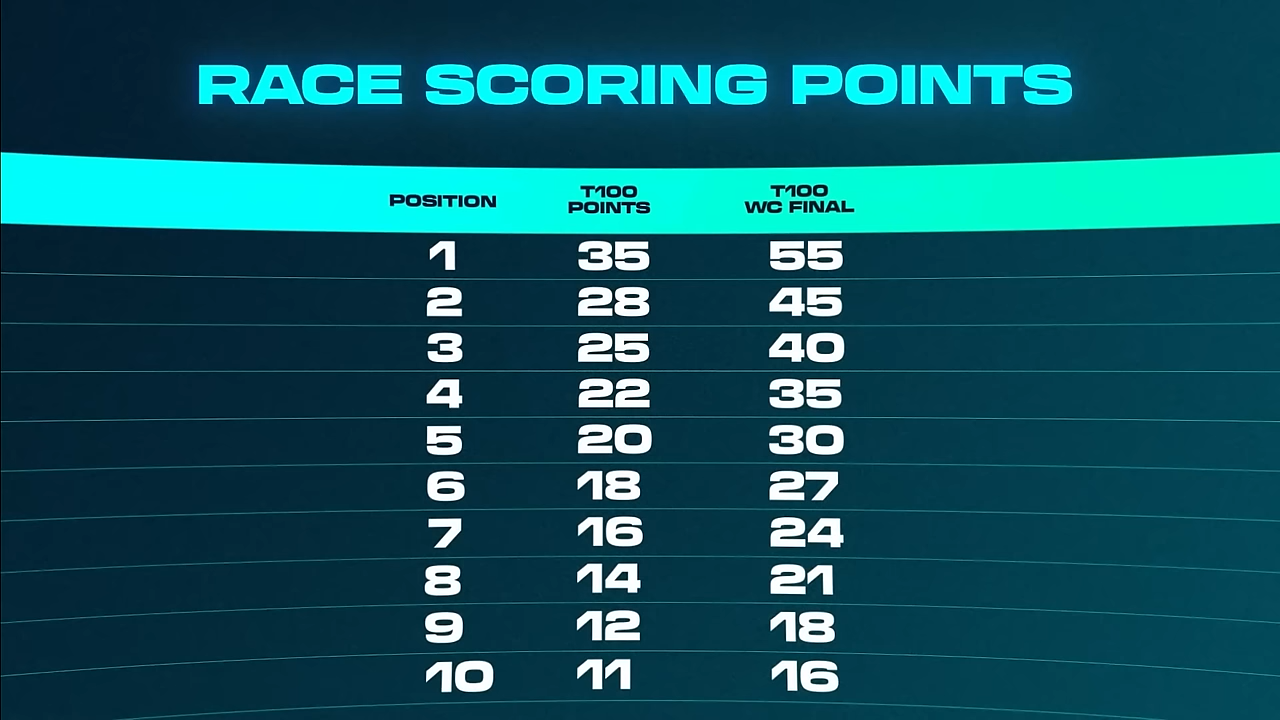 RACE SCORING POINTS
POSITION T100 POINTS T100 WC FINAL
1 35 55
2 28 45
3 25 40
4 22 35
5 20 30
6 18 27
7 16 24
8 14 21
9 12 18
10 11 16